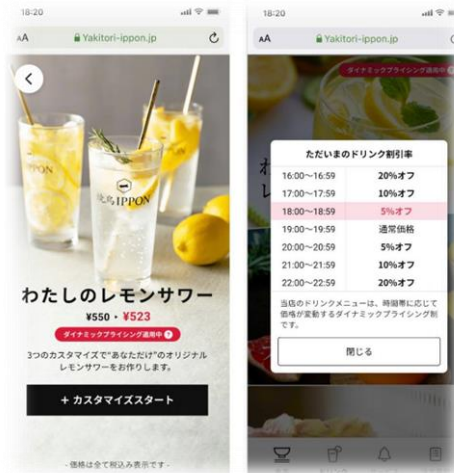 18:20
AA
Yakitori-ippon.jp
焼鳥IPPON
わたしのレモンサワー
¥550・¥523
ダイナミックプライシング適用中 ?
3つのカスタマイズで“あなただけ”のオリジナル
レモンサワーをお作りします。
+ カスタマイズスタート
- 価格は全て税込み表示です -
18:20
AA
Yakitori-ippon.jp
ダイナミックプライシング適用中
ただいまのドリンク割引率
16:00〜16:59 20%オフ
17:00〜17:59 10%オフ
18:00〜18:59 5%オフ
19:00〜19:59 通常価格
20:00〜20:59 5%オフ
21:00〜21:59 10%オフ
22:00〜22:59 20%オフ
当店のドリンクメニューは、時間帯に応じて
価格が変動するダイナミックプライシング制
です。
閉じる